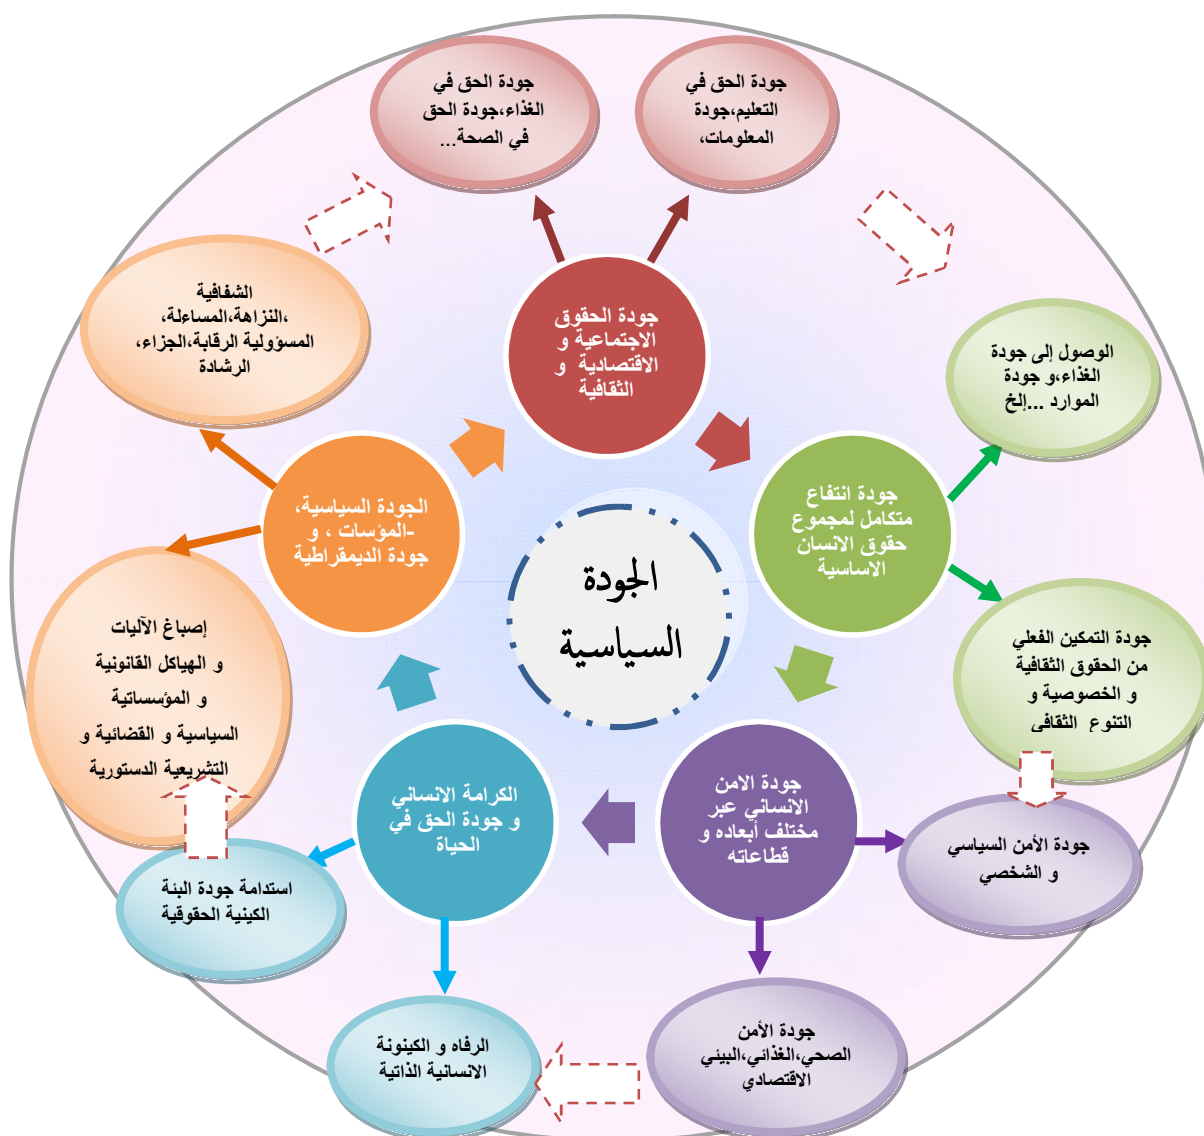 جودة الحق في
الغذاء،جودة الحق
في الصحة...
جودة الحق في
التعليم،جودة
المعلومات،
الشفافية
،النزاهة،المساءلة،
المسؤولية الرقابة،الجزاء،
الرشادة
جودة الحقوق
الاجتماعية و
الاقتصادية و
الثقافية
الوصول إلى جودة
الغذاء،و جودة
الموارد ...إلخ
الجودة السياسية،
-المؤسات ، و
جودة الديمقراطية
جودة انتفاع
متكامل لمجموع
حقوق الانسان
الاساسية
الجودة
السياسية
إصباغ الآليات
و الهياكل القانونية
و المؤسساتية
السياسية و القضائية و
التشريعية الدستورية
جودة التمكين الفعلي
من الحقوق الثقافية
و الخصوصية و
التنوع الثقافي
الكرامة الانساني
و جودة الحق في
الحياة
جودة الامن
الانساني عبر
مختلف أبعاده و
قطاعاته
جودة الأمن السياسي
و الشخصي
استدامة جودة البئة
الكينية الحقوقية
الرفاه و الكينونة
الانسانية الذاتية
جودة الأمن
الصحي،الغذائي،البيئي
الاقتصادي